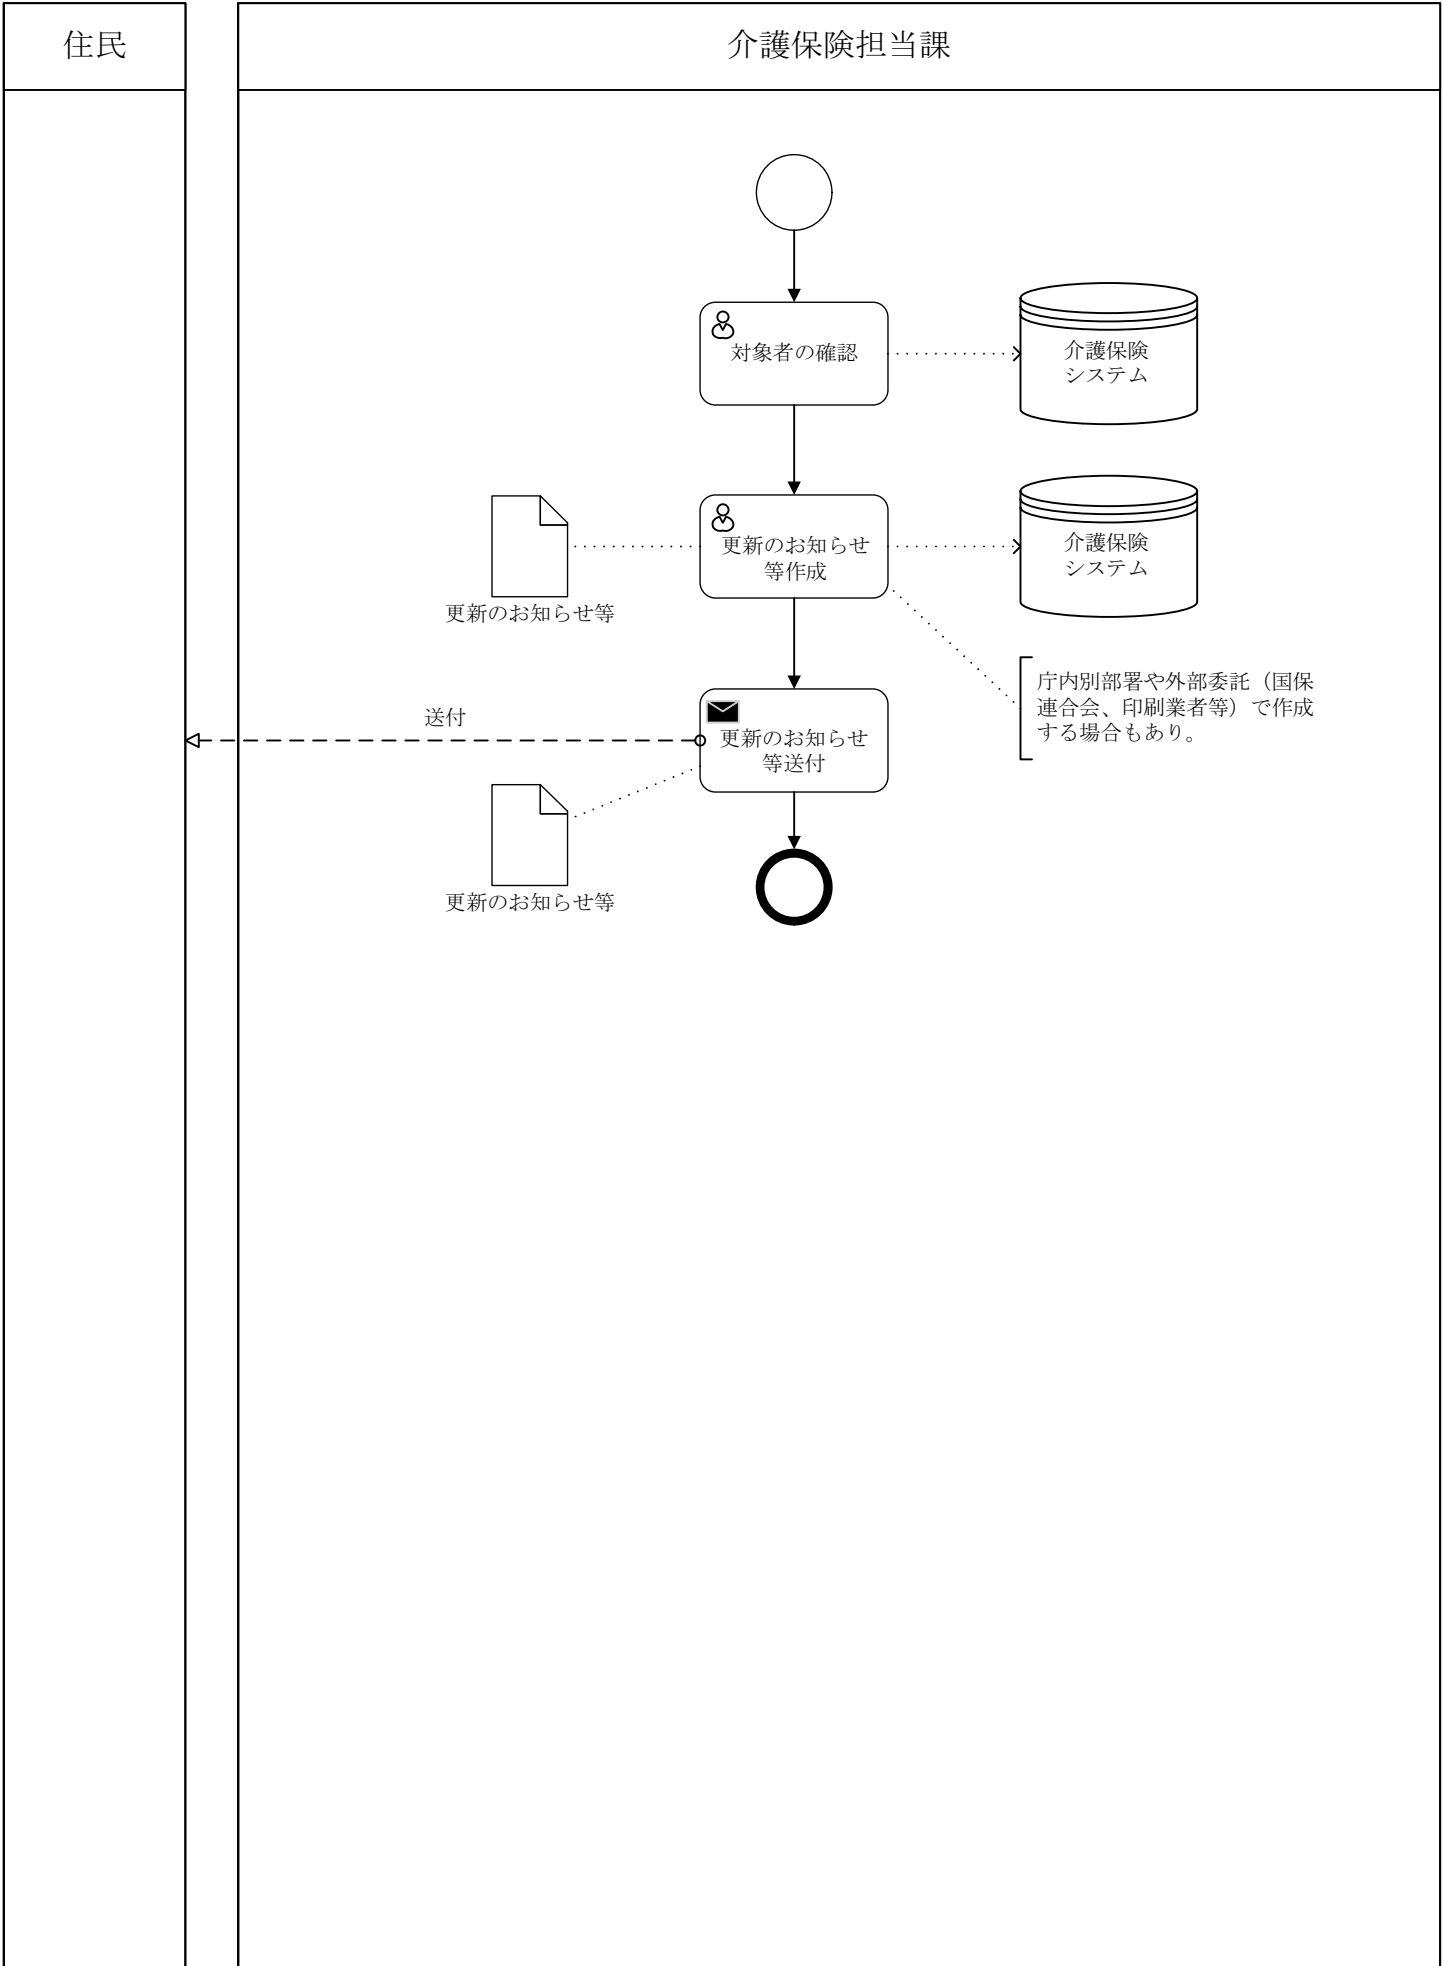 住民
介護保険担当課
対象者の確認
介護保険
システム
更新のお知らせ
等作成
介護保険
システム
更新のお知らせ等
庁内別部署や外部委託（国保
連合会、印刷業者等）で作成
する場合もあり。
送付
更新のお知らせ
等送付
更新のお知らせ等